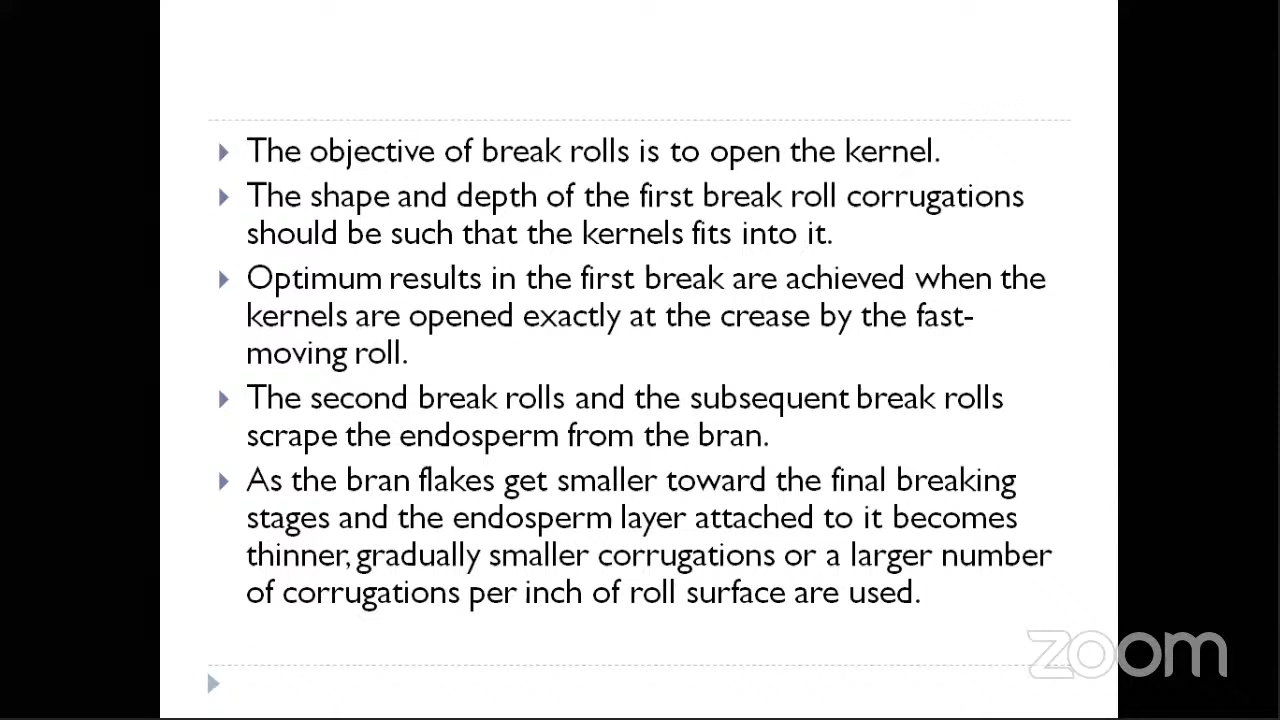 The objective of break rolls is to open the kernel.
The shape and depth of the first break roll corrugations
should be such that the kernels fits into it.
Optimum results in the first break are achieved when the
kernels are opened exactly at the crease by the fast-
moving roll.
The second break rolls and the subsequent break rolls
scrape the endosperm from the bran.
As the bran flakes get smaller toward the final breaking
stages and the endosperm layer attached to it becomes
thinner, gradually smaller corrugations or a larger number
of corrugations per inch of roll surface are used.
zoom